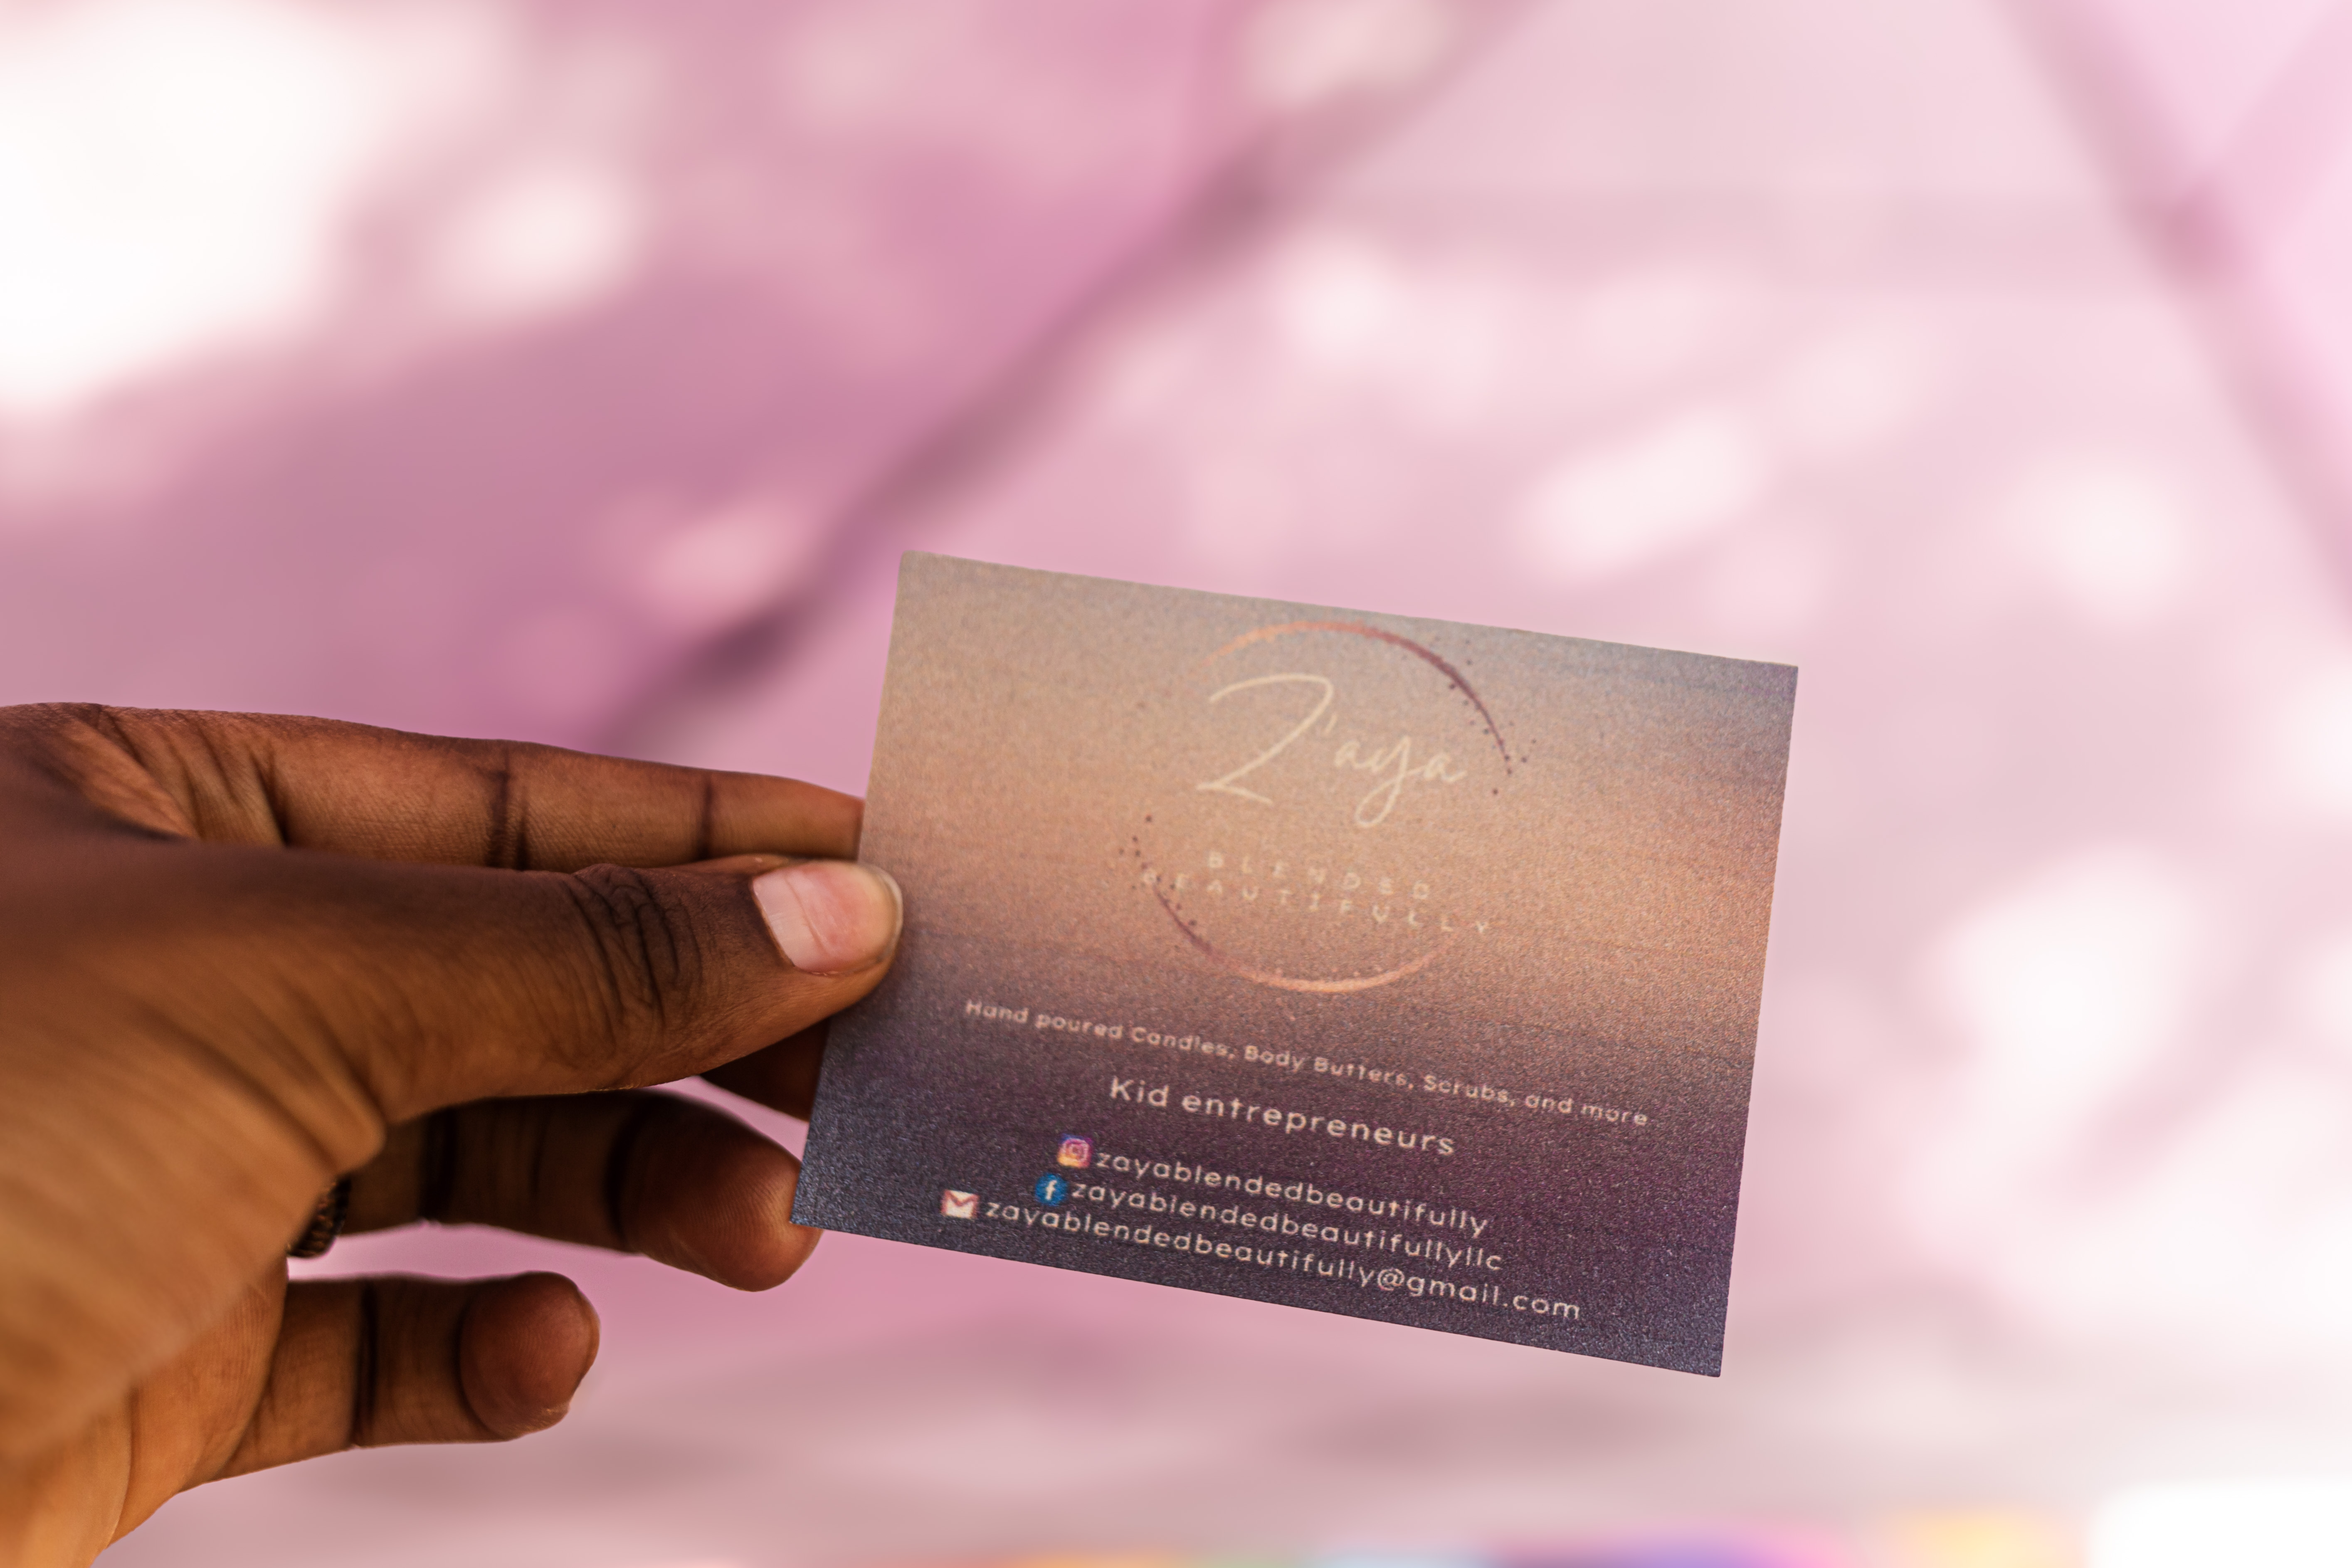 Z'aya
BLENDED
BEAUTIFULLY
Hand poured Candles, Body Butters, Scrubs, and more
Kid entrepreneurs
zayablendedbeautifully
zayablendedbeautifullyllc
zayablendedbeautifully@gmail.com